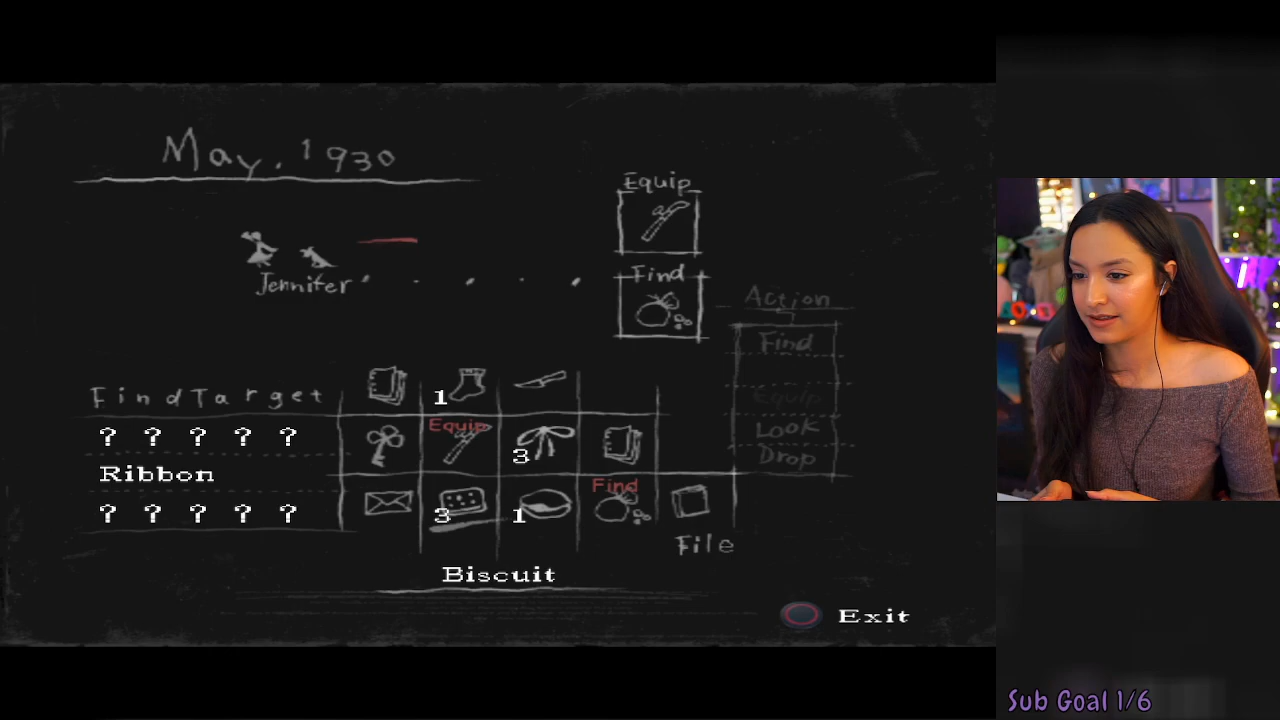 May, 1930
Equip
Jennifer
Find
Action
Find
Equip
Look
Drop
FindTarget
? ? ? ? ?
Ribbon
? ? ? ? ?
1
Equip
3
Find
3
1
File
Biscuit
Exit
Sub Goal 1/6